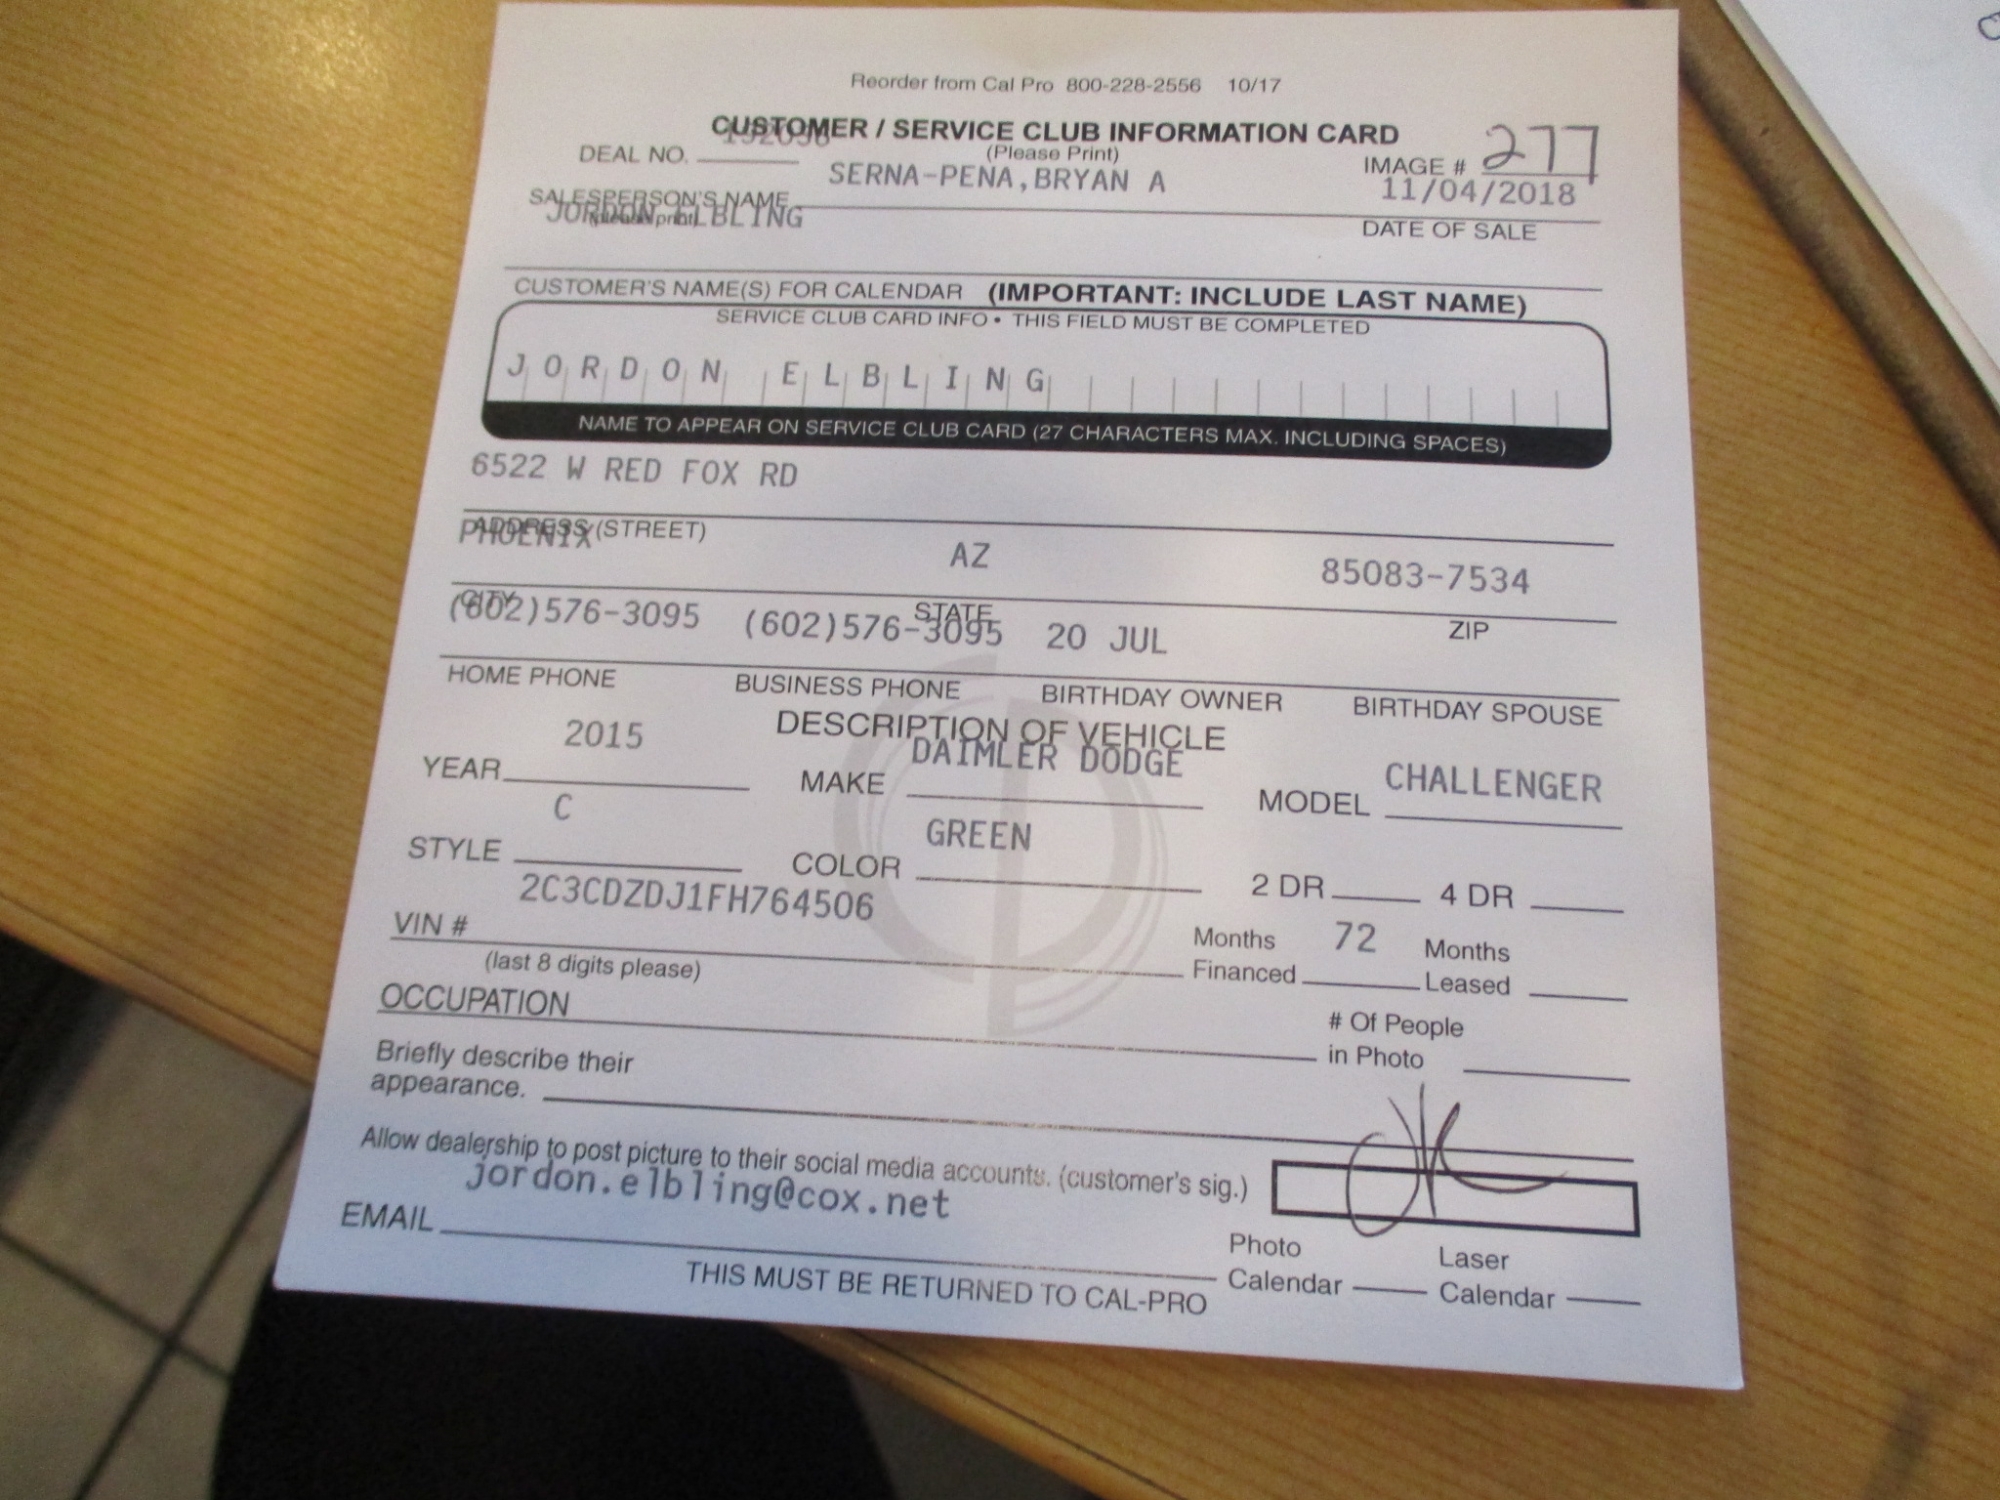 Reorder from Cal Pro 800-228-2556 10/17
CUSTOMER / SERVICE CLUB INFORMATION CARD
(Please Print)
DEAL NO.
IMAGE # 277
SERNA-PENA,BRYAN A
11/04/2018
SALESPERSON'S NAME
(please print)
DATE OF SALE
JORDON ELBLING
CUSTOMER'S NAME(S) FOR CALENDAR (IMPORTANT: INCLUDE LAST NAME)
SERVICE CLUB CARD INFO • THIS FIELD MUST BE COMPLETED
JORDON ELBLING
NAME TO APPEAR ON SERVICE CLUB CARD (27 CHARACTERS MAX. INCLUDING SPACES)
6522 W RED FOX RD
ADDRESS (STREET)
PHOENIX AZ 85083-7534
CITY STATE ZIP
(602)576-3095 (602)576-3095 20 JUL
HOME PHONE BUSINESS PHONE BIRTHDAY OWNER BIRTHDAY SPOUSE
DESCRIPTION OF VEHICLE
YEAR 2015 MAKE DAIMLER DODGE MODEL CHALLENGER
STYLE C COLOR GREEN 2 DR 4 DR
VIN # 2C3CDZDJ1FH764506
(last 8 digits please)
Months Financed 72 Months Leased
OCCUPATION
# Of People in Photo
Briefly describe their
appearance.
Allow dealership to post picture to their social media accounts. (customer's sig.)
EMAIL jordon.elbling@cox.net
Photo Calendar Laser Calendar
THIS MUST BE RETURNED TO CAL-PRO